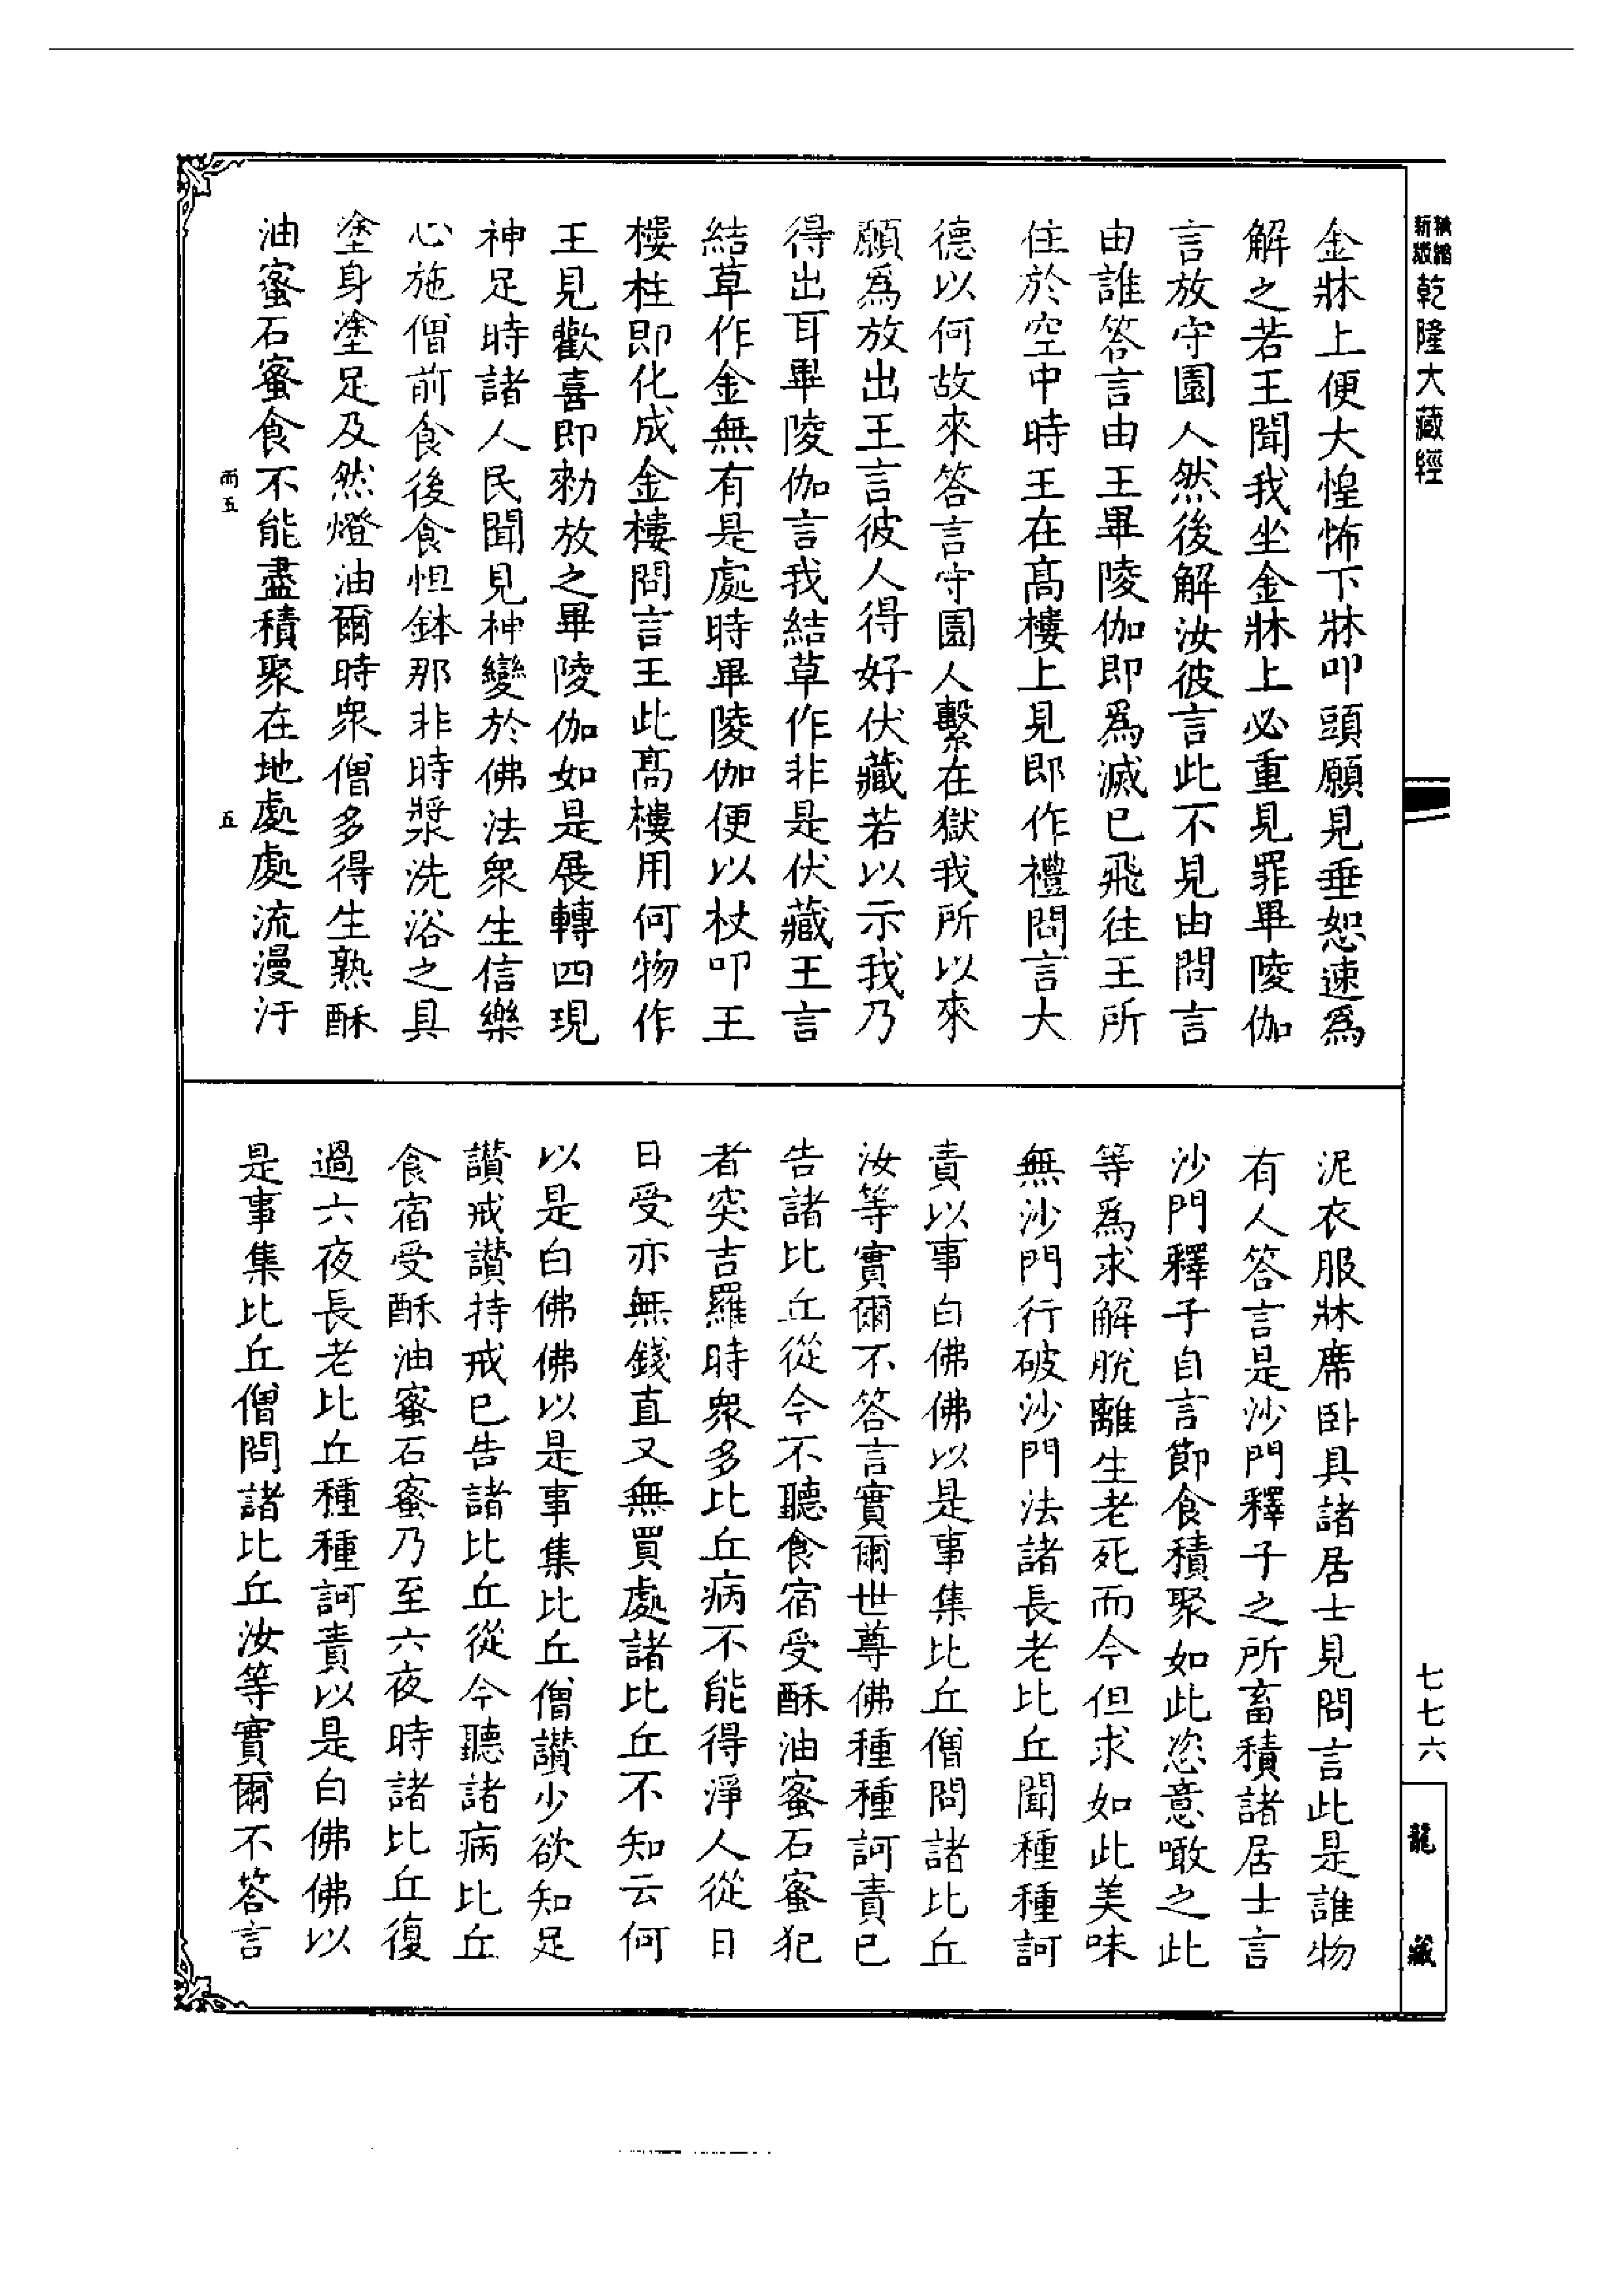 新版 精縮 乾隆大藏經
金牀上便大惶怖下牀叩頭願見垂恕速爲
解之若王聞我坐金牀上必重見罪畢陵伽
言放守園人然後解汝彼言此不見由問言
由誰答言由王畢陵伽即爲滅已飛往王所
住於空中時王在高樓上見即作禮問言大
德以何故來答言守園人繫在獄我所以來
願爲放出王言彼人得好伏藏若以示我乃
得出耳畢陵伽言我結草作非是伏藏王言
結草作金無有是處時畢陵伽便以杖叩王
樓柱即化成金樓問言王此高樓用何物作
王見歡喜即勑放之畢陵伽如是展轉四現
神足時諸人民聞見神變於佛法衆生信樂
心施僧前食後食怛鉢那非時漿洗浴之具
塗身塗足及然燈油爾時衆僧多得生熟酥
油蜜石蜜食不能盡積聚在地處處流漫汙
雨五
五
泥衣服牀席卧具諸居士見問言此是誰物
有人答言是沙門釋子之所畜積諸居士言
沙門釋子自言節食積聚如此恣意噉之此
等爲求解脫離生老死而今但求如此美味
無沙門行破沙門法諸長老比丘聞種種訶
責以事白佛佛以是事集比丘僧問諸比丘
汝等實爾不答言實爾世尊佛種種訶責已
告諸比丘從今不聽食宿受酥油蜜石蜜犯
者突吉羅時衆多比丘病不能得淨人從日
日受亦無錢直又無買處諸比丘不知云何
以是白佛佛以是事集比丘僧讃少欲知足
讃戒讃持戒已告諸比丘從今聽諸病比丘
食宿受酥油蜜石蜜乃至六夜時諸比丘復
過六夜長老比丘種種訶責以是白佛佛以
是事集比丘僧問諸比丘汝等實爾不答言
七七六
龍藏